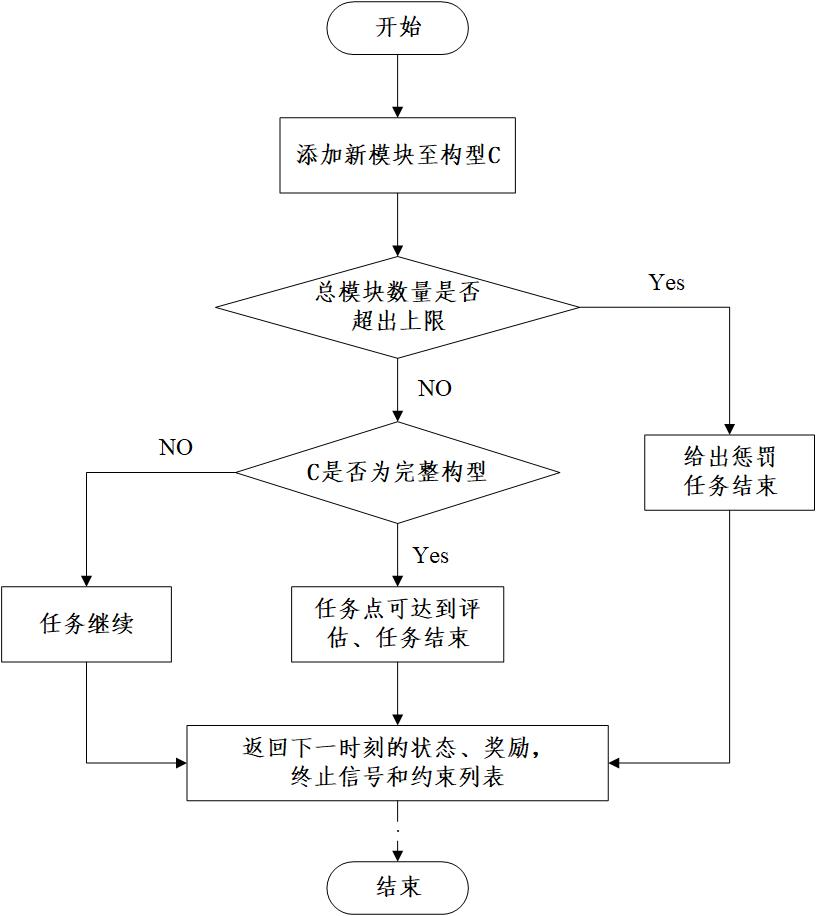 开始
添加新模块至构型C
总模块数量是否
超出上限
Yes
NO
NO
C是否为完整构型
给出惩罚
任务结束
Yes
任务继续
任务点可达到评
估、任务结束
返回下一时刻的状态、奖励，
终止信号和约束列表
结束